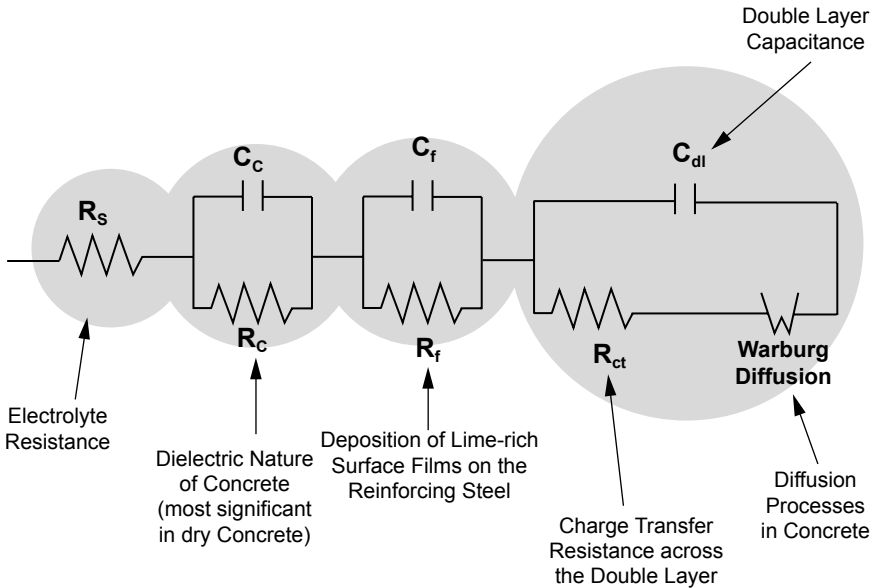 Double Layer
Capacitance
C_C
C_f
C_dl
R_S
R_C
R_f
R_ct
Warburg
Diffusion
Electrolyte
Resistance
Dielectric Nature
of Concrete
(most significant
in dry Concrete)
Deposition of Lime-rich
Surface Films on the
Reinforcing Steel
Charge Transfer
Resistance across
the Double Layer
Diffusion
Processes
in Concrete